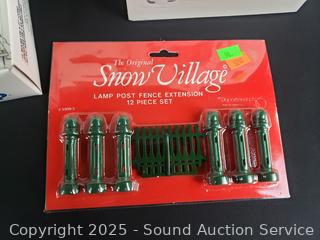 The Original
Snow Village®
LAMP POST FENCE EXTENSION
12 PIECE SET
Department 56
Copyright 2025 - Sound Auction Service